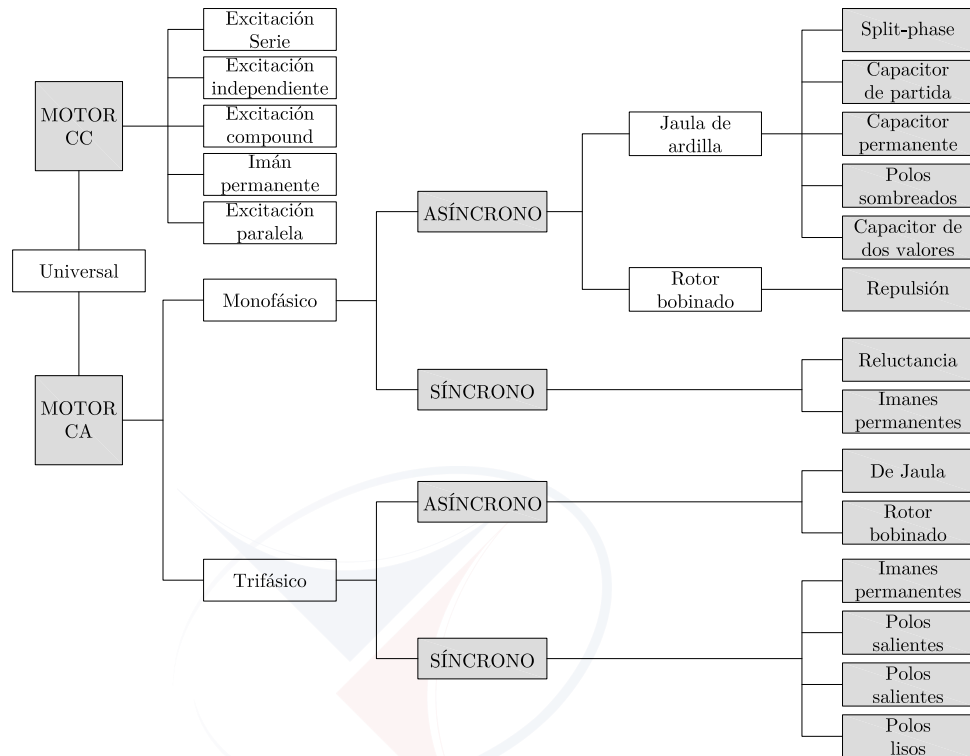 Excitación
Serie
Excitación
independiente
Excitación
compound
Imán
permanente
Excitación
paralela
MOTOR
CC
Universal
MOTOR
CA
Monofásico
Trifásico
ASÍNCRONO
SÍNCRONO
ASÍNCRONO
SÍNCRONO
Jaula de
ardilla
Rotor
bobinado
Split-phase
Capacitor
de partida
Capacitor
permanente
Polos
sombreados
Capacitor de
dos valores
Repulsión
Reluctancia
Imanes
permanentes
De Jaula
Rotor
bobinado
Imanes
permanentes
Polos
salientes
Polos
salientes
Polos
lisos